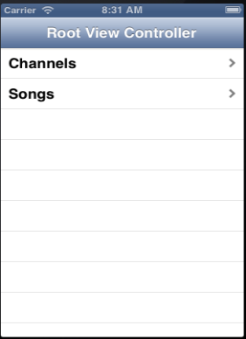 Carrier 8:31 AM
Root View Controller
Channels
Songs